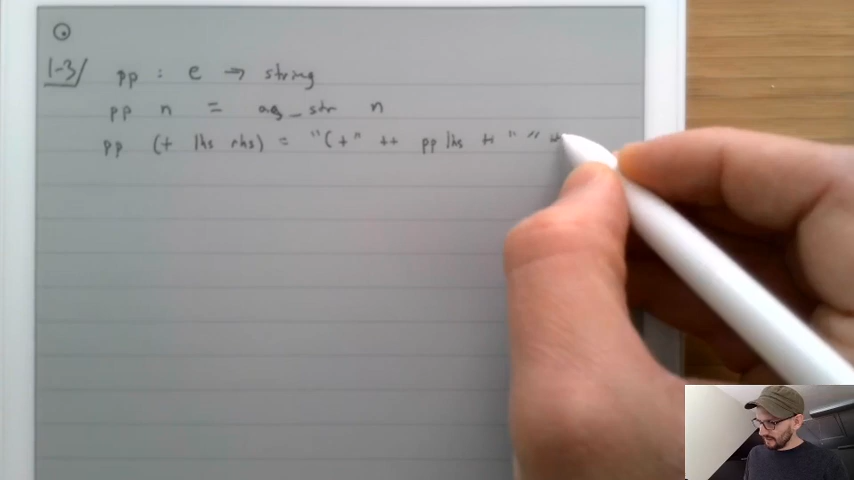 1-3/ pp : e → string
pp n = as_str n
pp (+ lhs rhs) = "(+" ++ pp lhs ++ " " ++